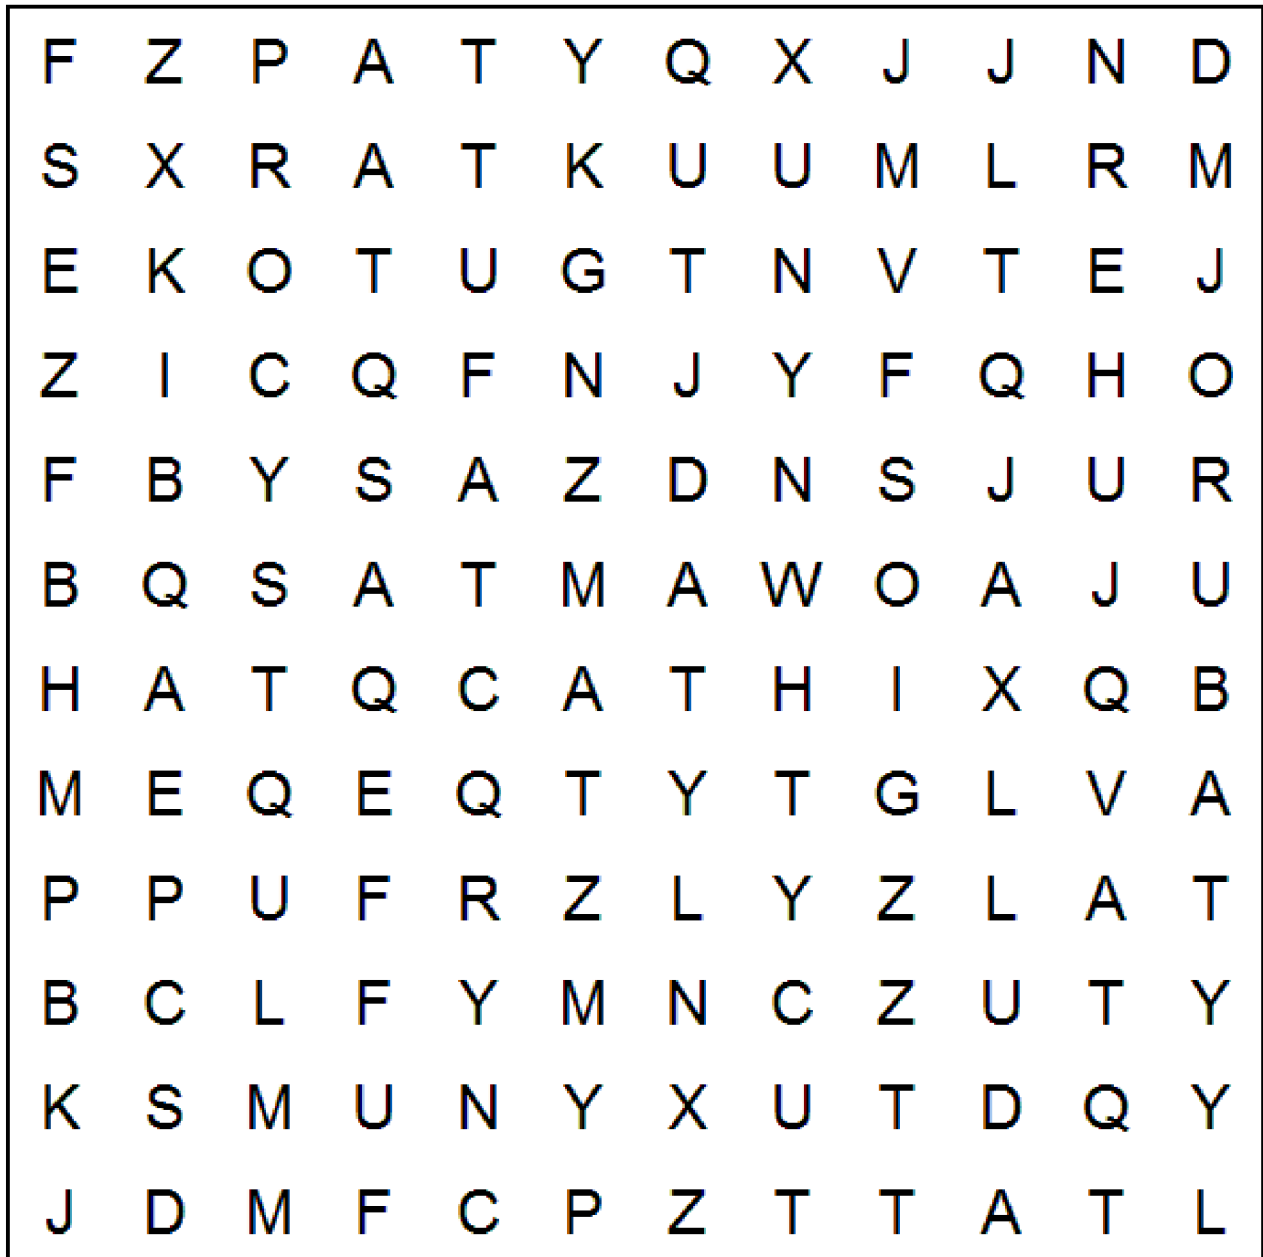 F Z P A T Y Q X J J N D
S X R A T K U U M L R M
E K O T U G T N V T E J
Z I C Q F N J Y F Q H O
F B Y S A Z D N S J U R
B Q S A T M A W O A J U
H A T Q C A T H I X Q B
M E Q E Q T Y T G L V A
P P U F R Z L Y Z L A T
B C L F Y M N C Z U T Y
K S M U N Y X U T D Q Y
J D M F C P Z T T A T L